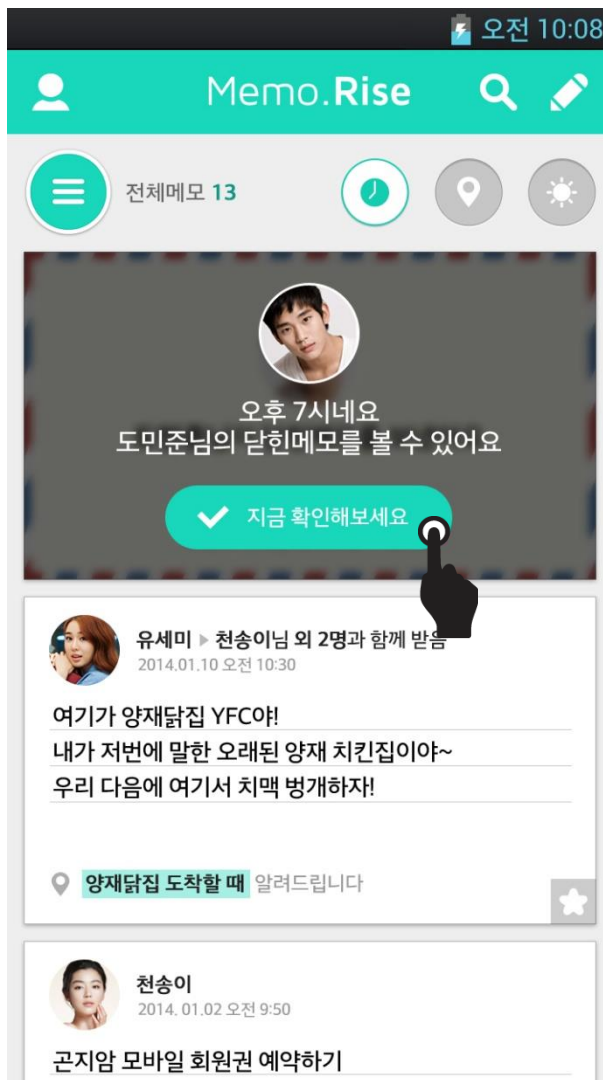 오전 10:08
Memo.Rise
전체메모 13
오후 7시네요
도민준님의 닫힌메모를 볼 수 있어요
지금 확인해보세요
유세미 ▸ 천송이님 외 2명과 함께 받음
2014.01.10 오전 10:30
여기가 양재닭집 YFC야!
내가 저번에 말한 오래된 양재 치킨집이야~
우리 다음에 여기서 치맥 벙개하자!
양재닭집 도착할 때 알려드립니다
천송이
2014. 01.02 오전 9:50
곤지암 모바일 회원권 예약하기